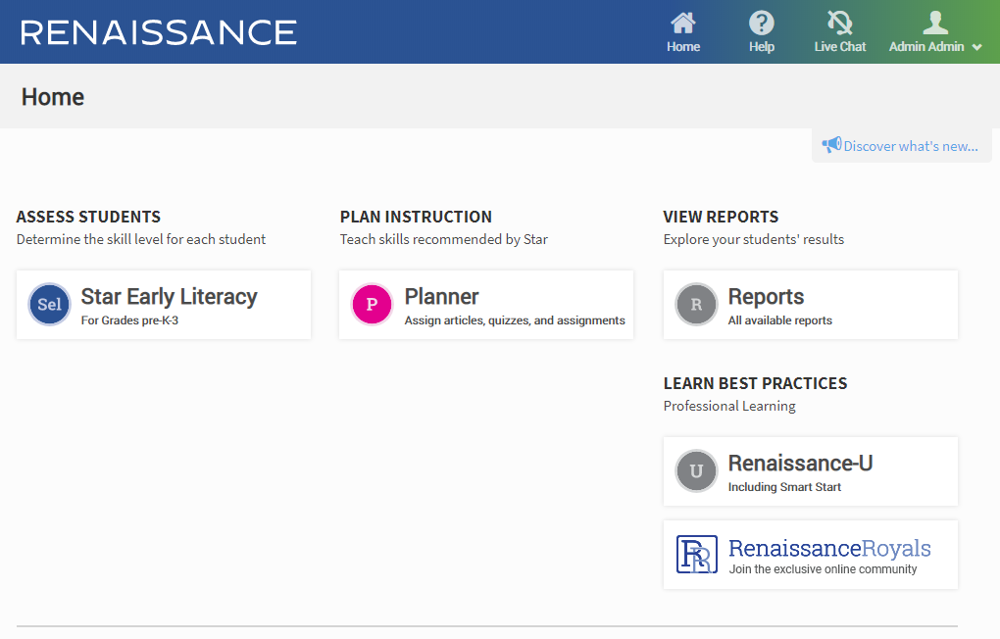 RENAISSANCE
Home
Help
Live Chat
Admin Admin
Home
Discover what's new...
ASSESS STUDENTS
Determine the skill level for each student
Sel
Star Early Literacy
For Grades pre-K-3
PLAN INSTRUCTION
Teach skills recommended by Star
P
Planner
Assign articles, quizzes, and assignments
VIEW REPORTS
Explore your students' results
R
Reports
All available reports
LEARN BEST PRACTICES
Professional Learning
U
Renaissance-U
Including Smart Start
RR
RenaissanceRoyals
Join the exclusive online community